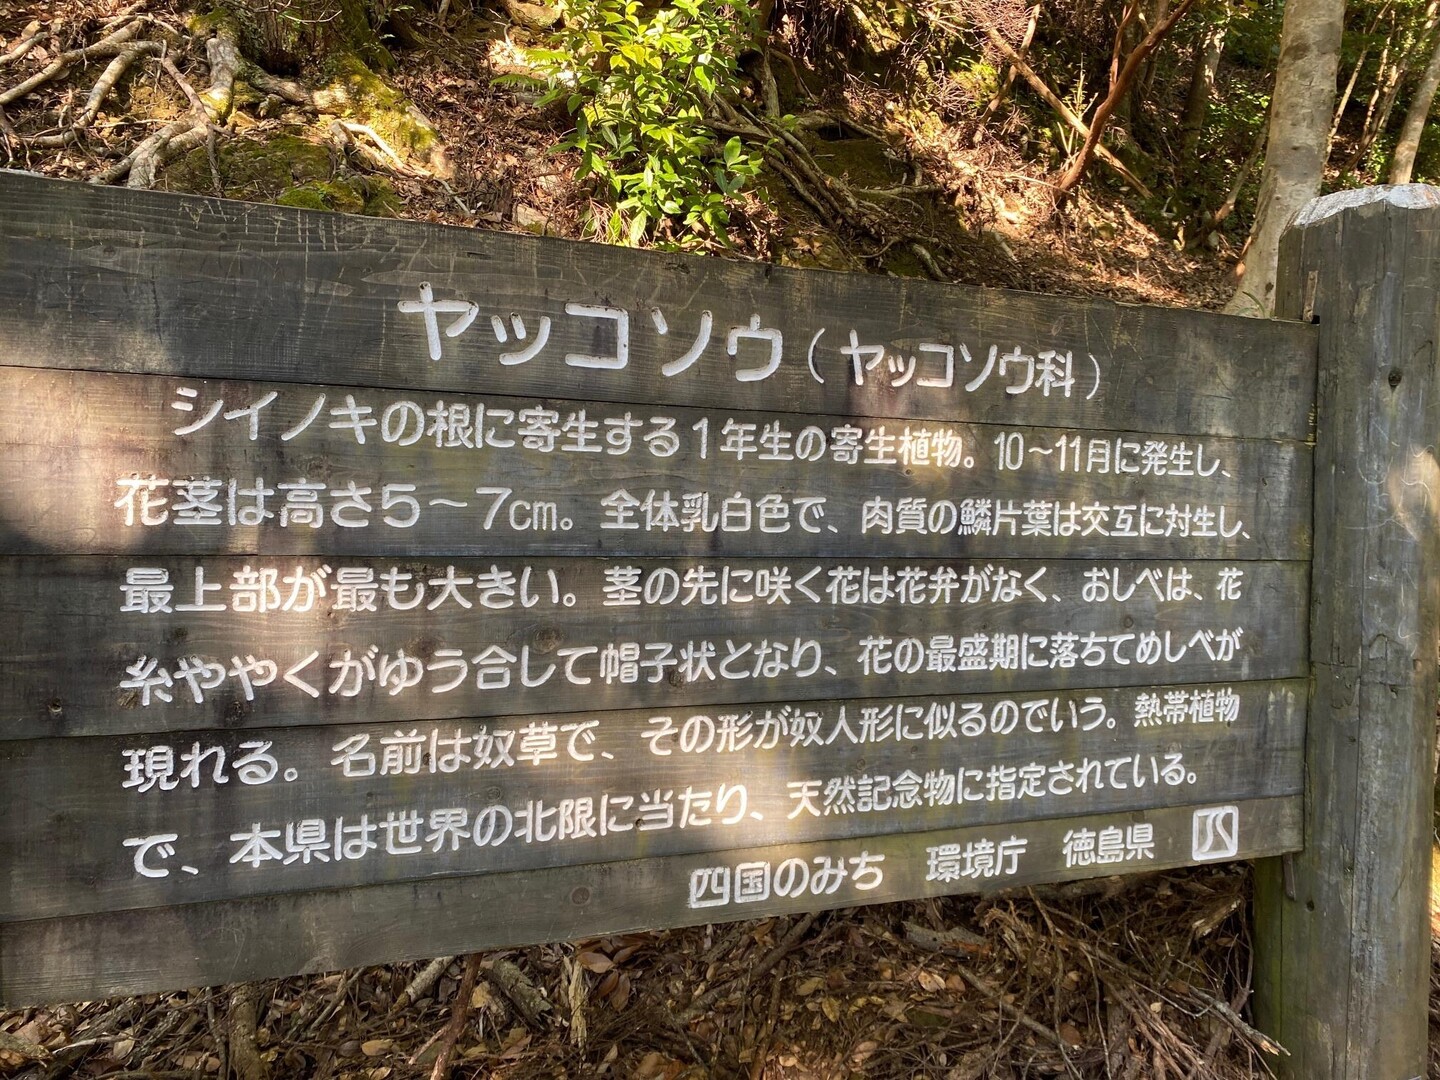 ヤッコソウ(ヤッコソウ科)
シイノキの根に寄生する1年生の寄生植物。10~11月に発生し、
花茎は高さ5~7cm。全体乳白色で、肉質の鱗片葉は交互に対生し、
最上部が最も大きい。茎の先に咲く花は花弁がなく、おしべは、花
糸ややくがゆう合して帽子状となり、花の最盛期に落ちてめしべが
現れる。名前は奴草で、その形が奴人形に似るのでいう。熱帯植物
で、本県は世界の北限に当たり、天然記念物に指定されている。
四国のみち 環境庁 徳島県